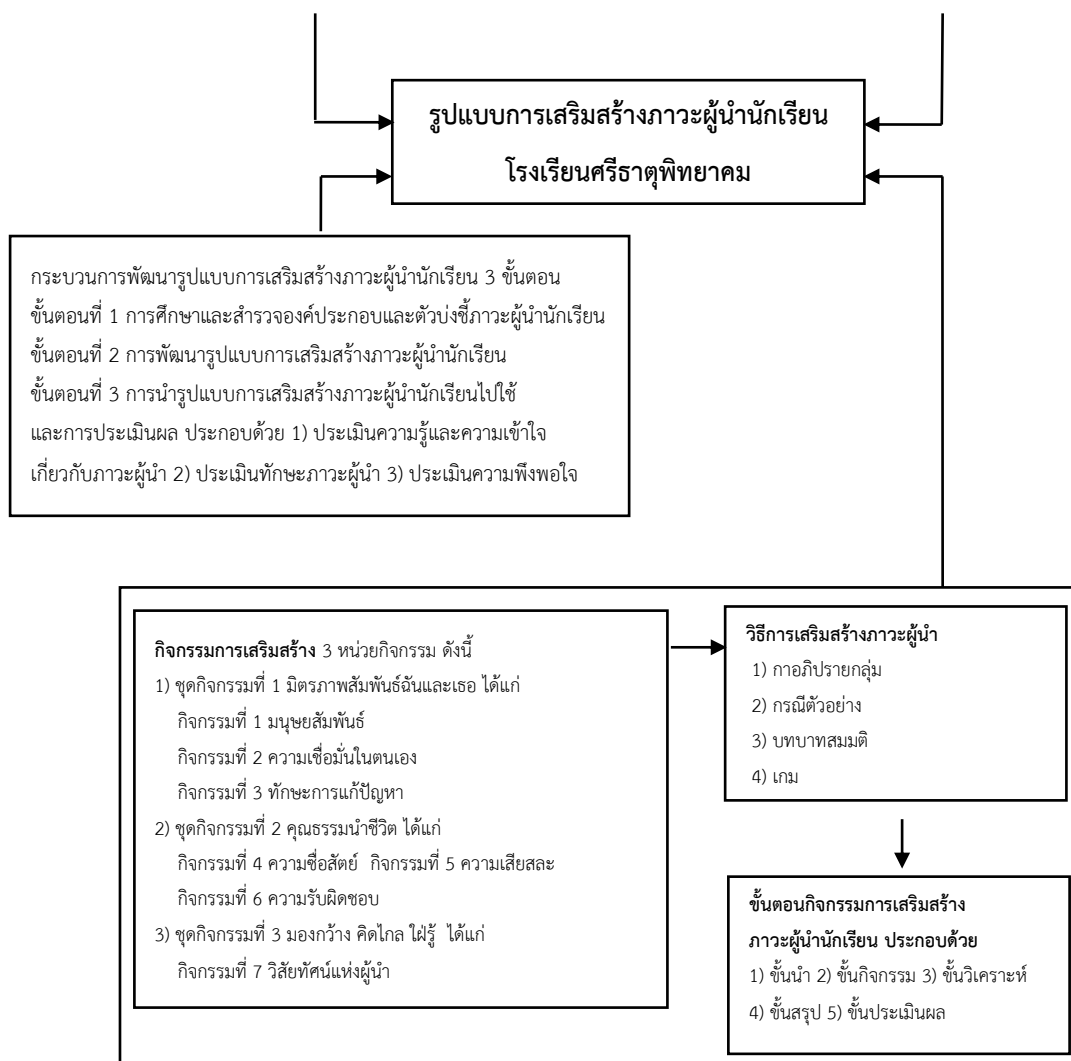 รูปแบบการเสริมสร้างภาวะผู้นำนักเรียน
โรงเรียนศรีธาตุพิทยาคม
กระบวนการพัฒนารูปแบบการเสริมสร้างภาวะผู้นำนักเรียน 3 ขั้นตอน
ขั้นตอนที่ 1 การศึกษาและสำรวจองค์ประกอบและตัวบ่งชี้ภาวะผู้นำนักเรียน
ขั้นตอนที่ 2 การพัฒนารูปแบบการเสริมสร้างภาวะผู้นำนักเรียน
ขั้นตอนที่ 3 การนำรูปแบบการเสริมสร้างภาวะผู้นำนักเรียนไปใช้
และการประเมินผล ประกอบด้วย 1) ประเมินความรู้และความเข้าใจ
เกี่ยวกับภาวะผู้นำ 2) ประเมินทักษะภาวะผู้นำ 3) ประเมินความพึงพอใจ
กิจกรรมการเสริมสร้าง 3 หน่วยกิจกรรม ดังนี้
1) ชุดกิจกรรมที่ 1 มิตรภาพสัมพันธ์ฉันและเธอ ได้แก่
กิจกรรมที่ 1 มนุษยสัมพันธ์
กิจกรรมที่ 2 ความเชื่อมั่นในตนเอง
กิจกรรมที่ 3 ทักษะการแก้ปัญหา
2) ชุดกิจกรรมที่ 2 คุณธรรมนำชีวิต ได้แก่
กิจกรรมที่ 4 ความซื่อสัตย์ กิจกรรมที่ 5 ความเสียสละ
กิจกรรมที่ 6 ความรับผิดชอบ
3) ชุดกิจกรรมที่ 3 มองกว้าง คิดไกล ใฝ่รู้ ได้แก่
กิจกรรมที่ 7 วิสัยทัศน์แห่งผู้นำ
วิธีการเสริมสร้างภาวะผู้นำ
1) กาอภิปรายกลุ่ม
2) กรณีตัวอย่าง
3) บทบาทสมมติ
4) เกม
ขั้นตอนกิจกรรมการเสริมสร้าง
ภาวะผู้นำนักเรียน ประกอบด้วย
1) ขั้นนำ 2) ขั้นกิจกรรม 3) ขั้นวิเคราะห์
4) ขั้นสรุป 5) ขั้นประเมินผล